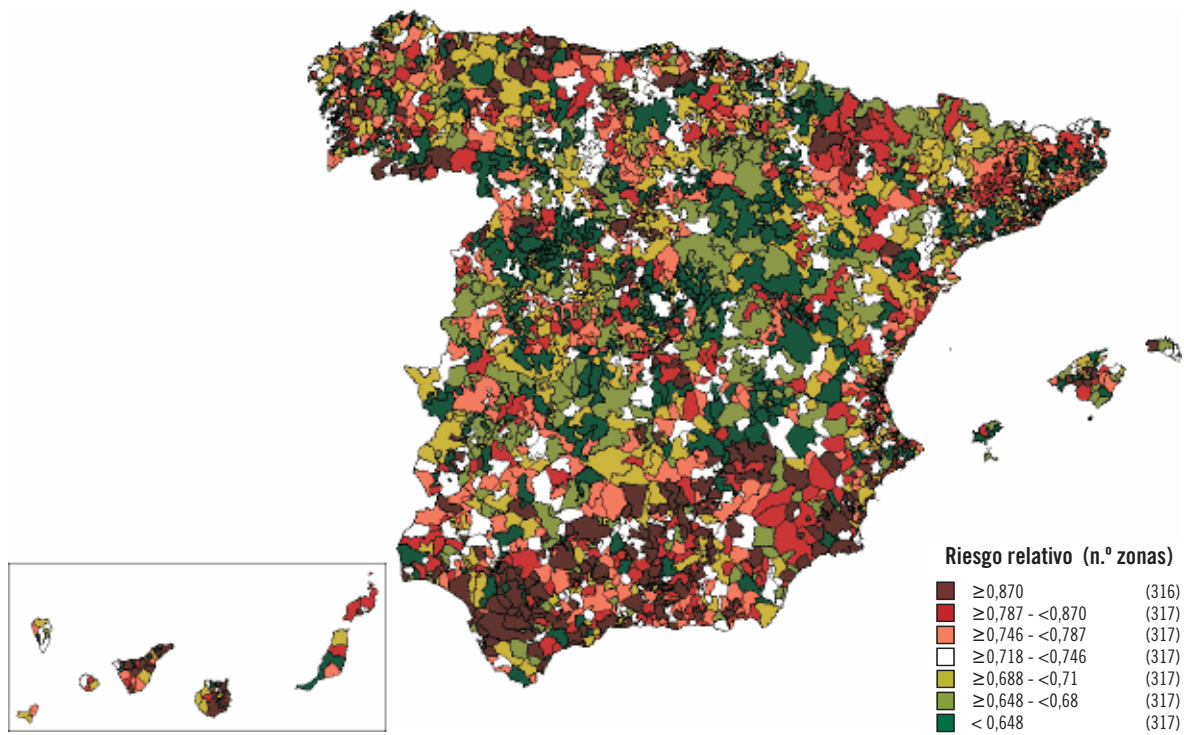 Riesgo relativo (n.º zonas)
≥0,870 (316)
≥0,787 - <0,870 (317)
≥0,746 - <0,787 (317)
≥0,718 - <0,746 (317)
≥0,688 - <0,71 (317)
≥0,648 - <0,68 (317)
< 0,648 (317)